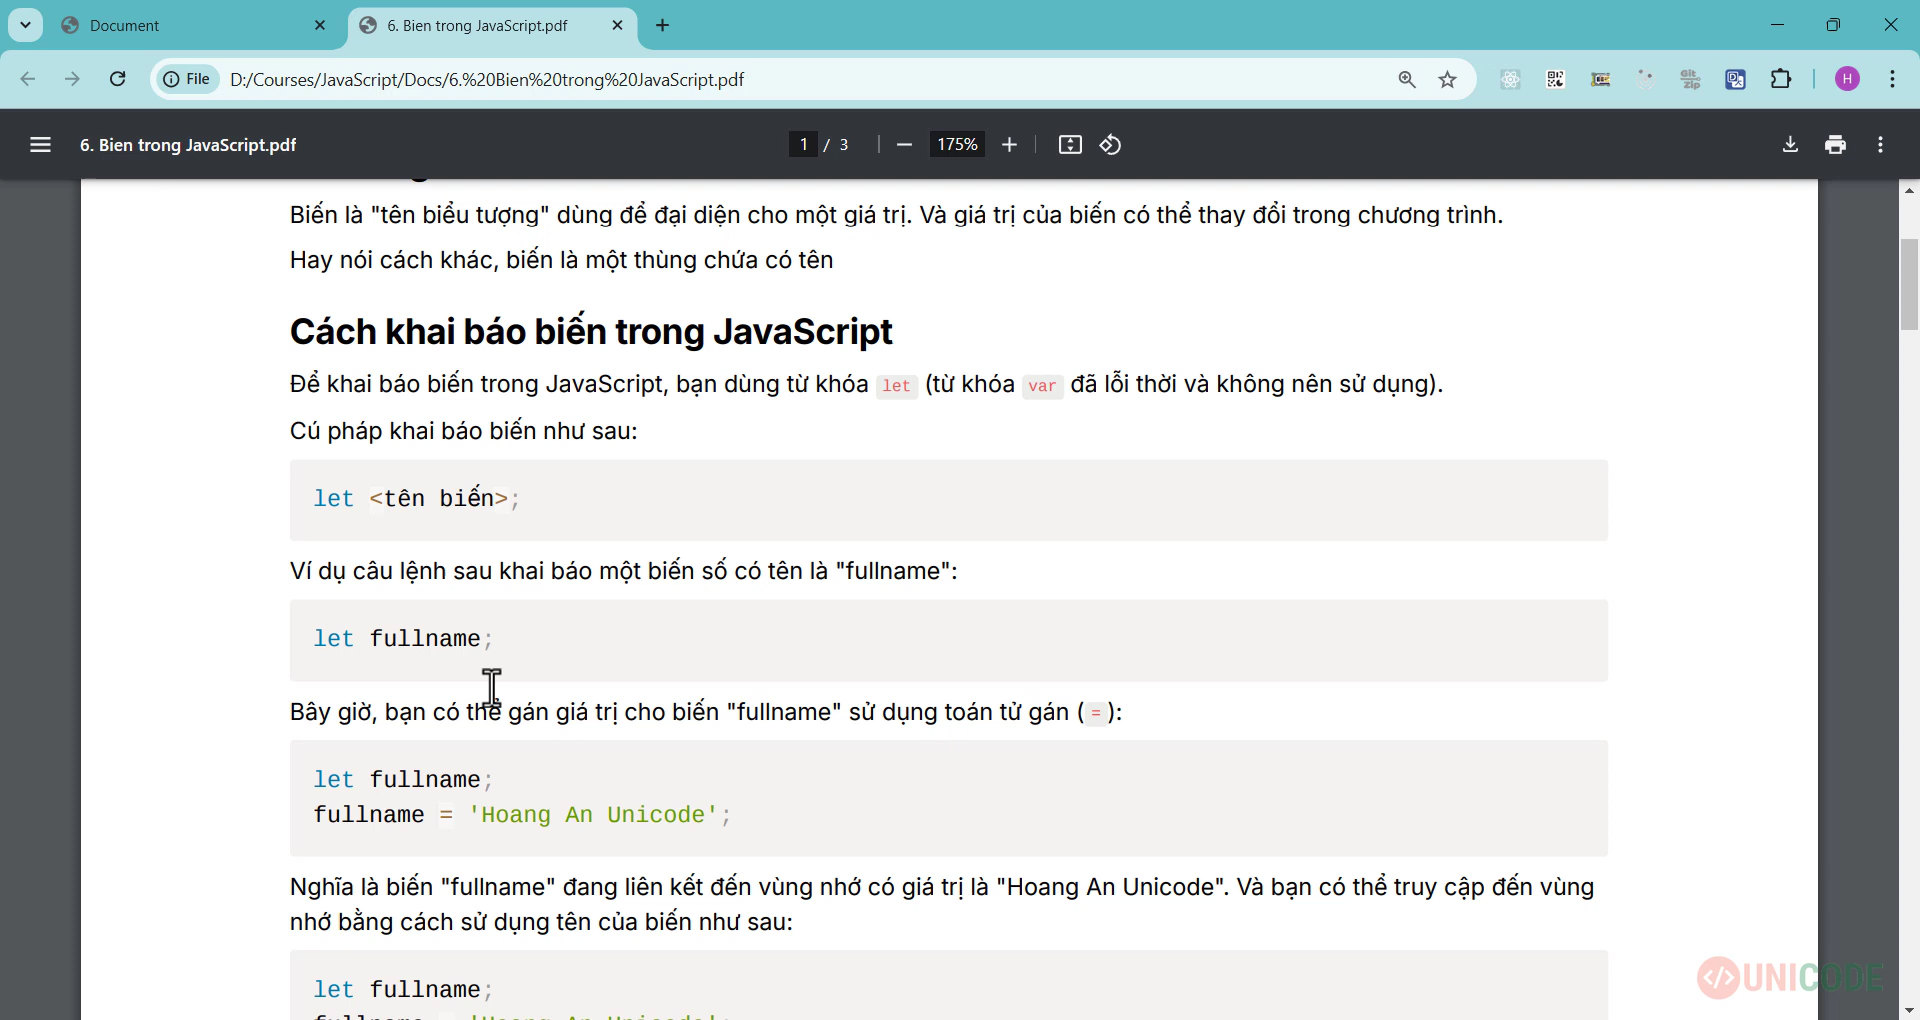 Document
6. Bien trong JavaScript.pdf
File
D:/Courses/JavaScript/Docs/6.%20Bien%20trong%20JavaScript.pdf
Git
Zip
H
6. Bien trong JavaScript.pdf
1 / 3
175%
Biến là "tên biểu tượng" dùng để đại diện cho một giá trị. Và giá trị của biến có thể thay đổi trong chương trình.
Hay nói cách khác, biến là một thùng chứa có tên
Cách khai báo biến trong JavaScript
Để khai báo biến trong JavaScript, bạn dùng từ khóa let (từ khóa var đã lỗi thời và không nên sử dụng).
Cú pháp khai báo biến như sau:
let <tên biến>;
Ví dụ câu lệnh sau khai báo một biến số có tên là "fullname":
let fullname;
Bây giờ, bạn có thể gán giá trị cho biến "fullname" sử dụng toán tử gán ( = ):
let fullname;
fullname = 'Hoang An Unicode';
Nghĩa là biến "fullname" đang liên kết đến vùng nhớ có giá trị là "Hoang An Unicode". Và bạn có thể truy cập đến vùng
nhớ bằng cách sử dụng tên của biến như sau:
let fullname;
UNICODE